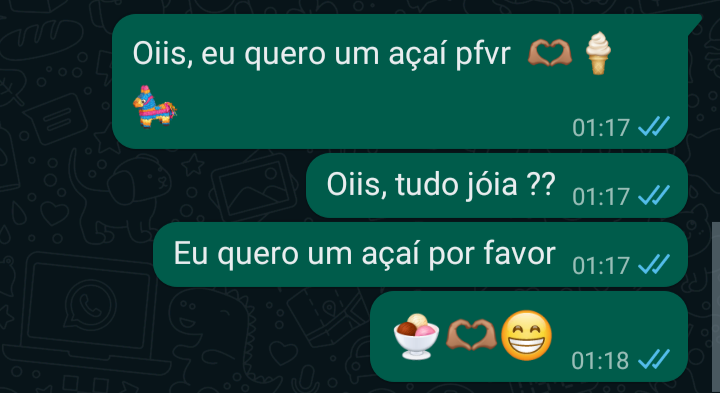 Oiis, eu quero um açaí pfvr 🫶🏽🍦
🪅
01:17
Oiis, tudo jóia ?? 01:17
Eu quero um açaí por favor 01:17
🍨🫶🏽😁 01:18